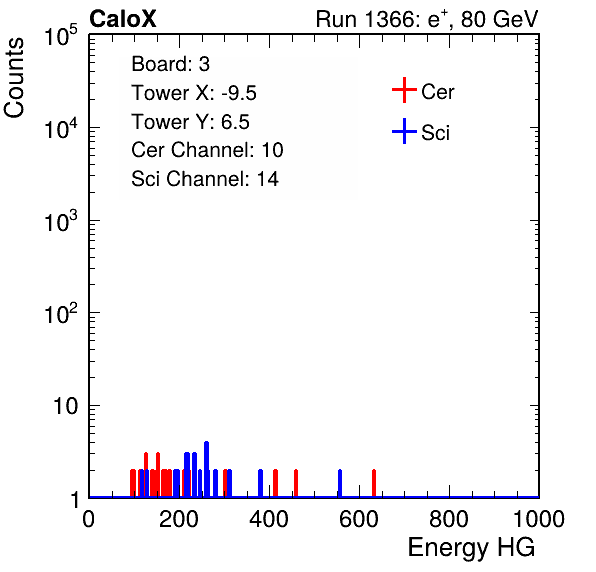 CaloX Run 1366: e⁺, 80 GeV
Counts
10⁵
10⁴
10³
10²
10
1
Board: 3
Tower X: -9.5
Tower Y: 6.5
Cer Channel: 10
Sci Channel: 14
Cer
Sci
0 200 400 600 800 1000
Energy HG